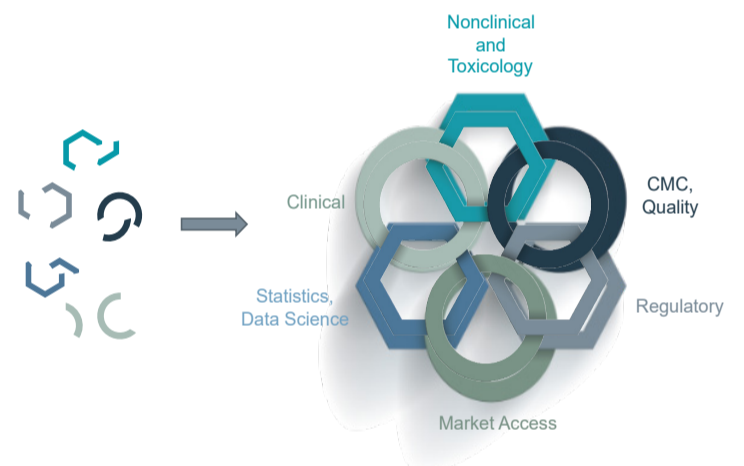 Nonclinical
and
Toxicology
Clinical
CMC,
Quality
Statistics,
Data Science
Regulatory
Market Access